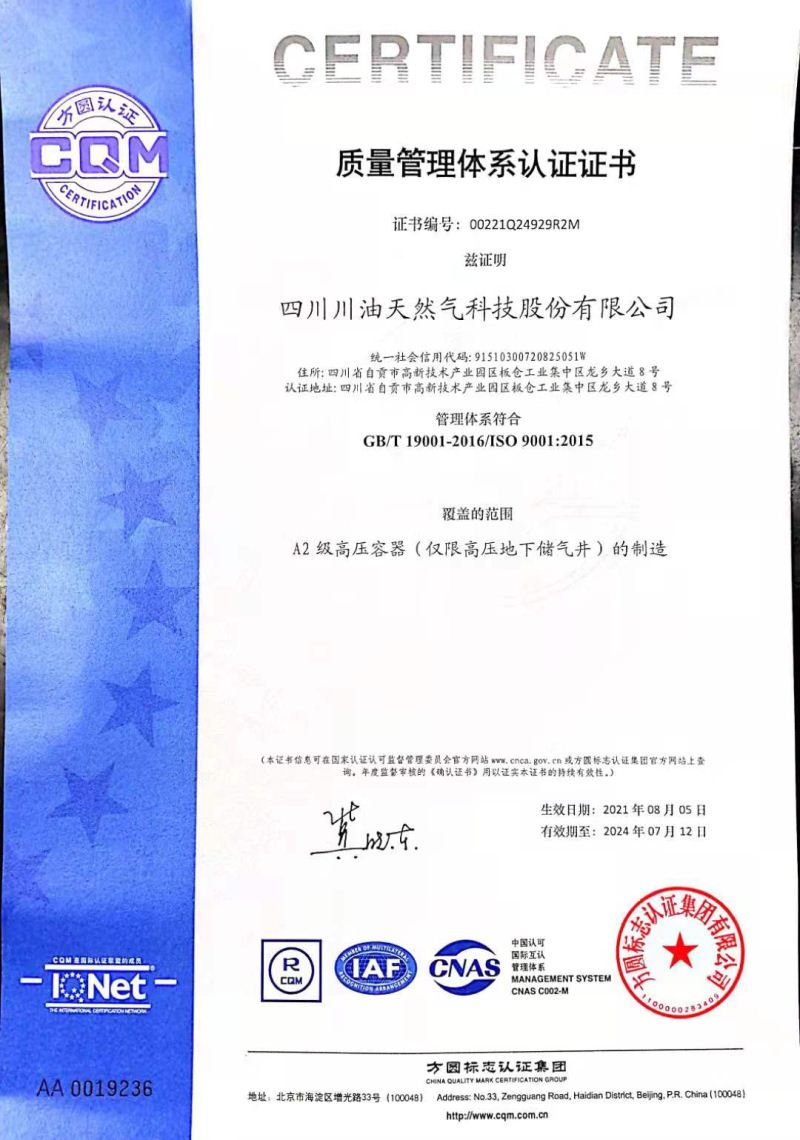 CERTIFICATE
方圆认证
CQM
CERTIFICATION
质量管理体系认证证书
证书编号：00221Q24929R2M
兹证明
四川川油天然气科技股份有限公司
统一社会信用代码:91510300720825051W
住所:四川省自贡市高新技术产业园区板仓工业集中区龙乡大道8号
认证地址:四川省自贡市高新技术产业园区板仓工业集中区龙乡大道8号
管理体系符合
GB/T 19001-2016/ISO 9001:2015
覆盖的范围
A2级高压容器（仅限高压地下储气井）的制造
（本证书信息可在国家认证认可监督管理委员会官方网站www.cnca.gov.cn或方圆标志认证集团官方网站上查
询。年度监督审核的《确认证书》用以证实本证书的持续有效性。）
生效日期：2021年08月05日
有效期至：2024年07月12日
R
CQM
MEMBER OF MULTILATERAL
IAF
RECOGNITION ARRANGEMENT
CNAS
中国认可
国际互认
管理体系
MANAGEMENT SYSTEM
CNAS C002-M
方圆标志认证集团有限公司
1100000283409
CQM 是国际认证联盟的成员
IQNet
THE INTERNATIONAL CERTIFICATION NETWORK
AA 0019236
方圆标志认证集团
CHINA QUALITY MARK CERTIFICATION GROUP
地址：北京市海淀区增光路33号（100048） Address: No.33, Zengguang Road, Haidian District, Beijing, P.R. China (100048)
http://www.cqm.com.cn